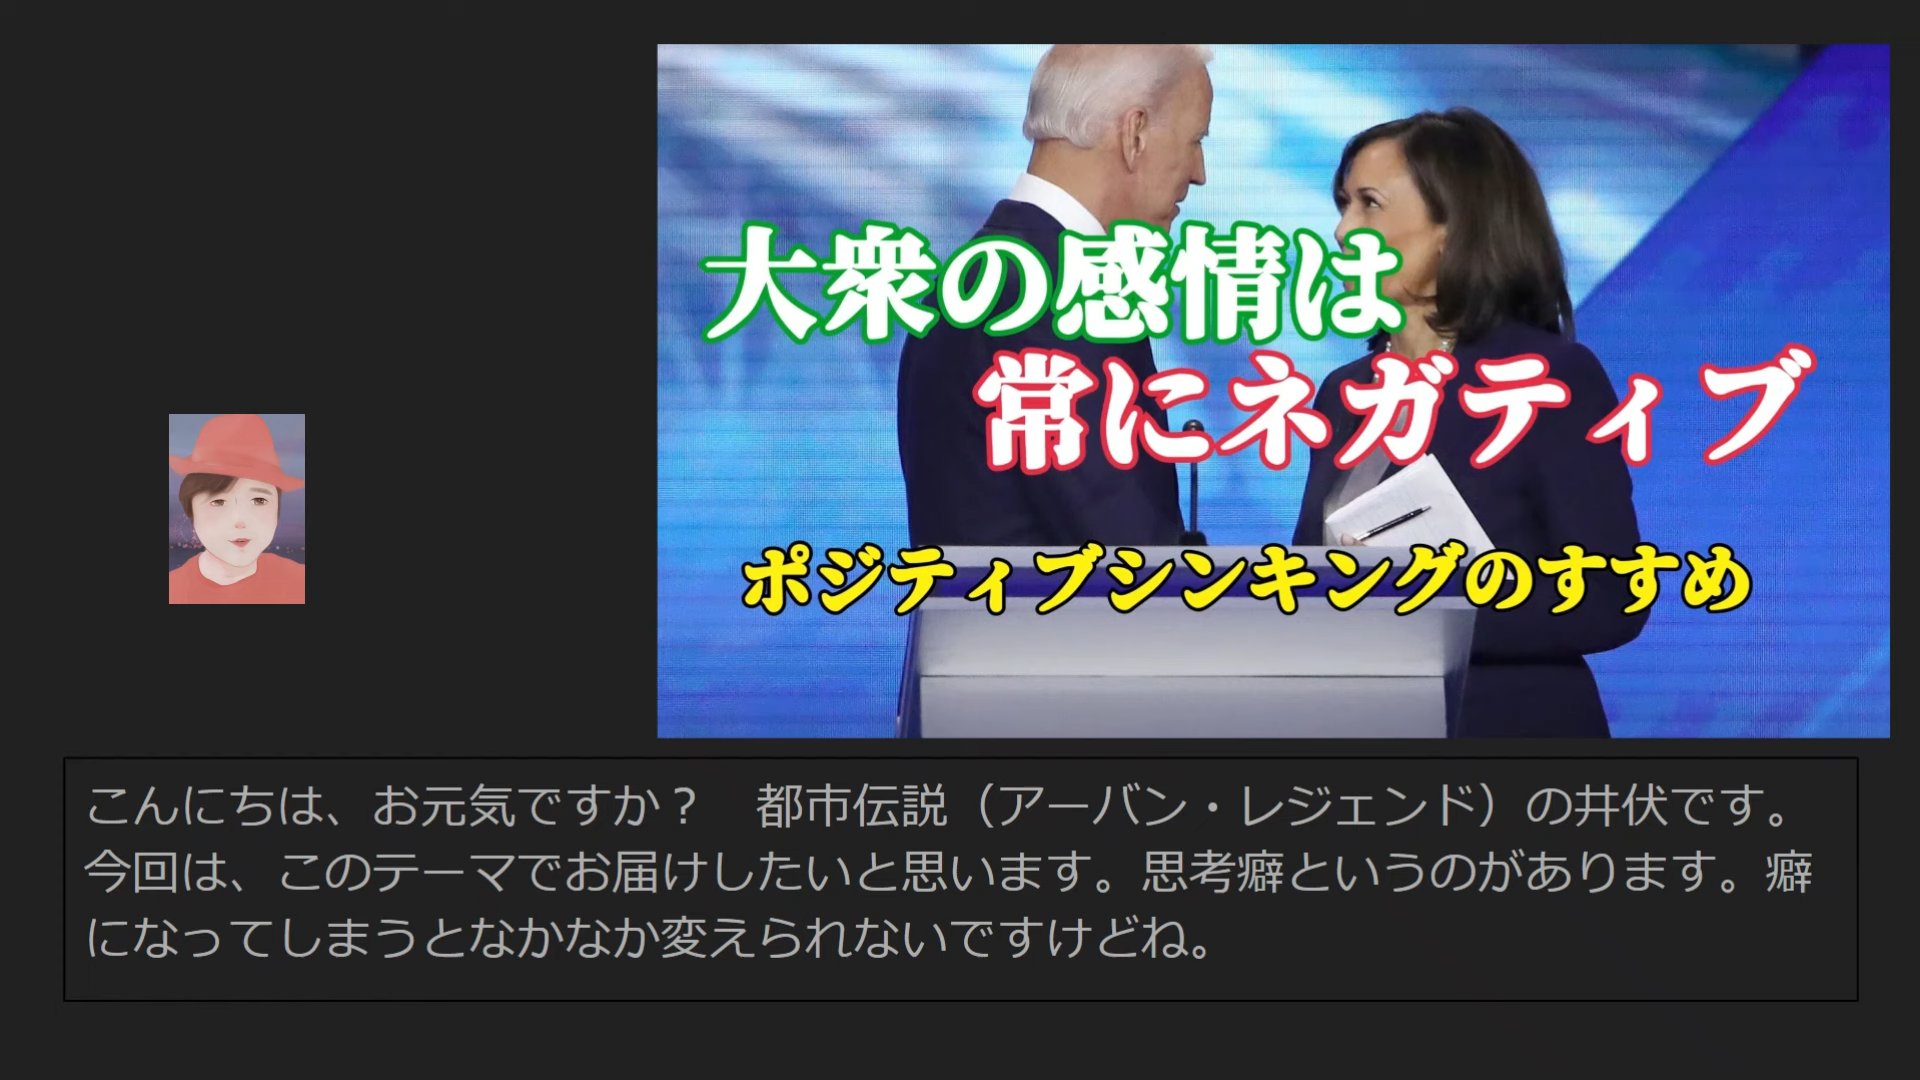 大衆の感情は
常にネガティブ
ポジティブシンキングのすすめ
こんにちは、お元気ですか？　都市伝説（アーバン・レジェンド）の井伏です。
今回は、このテーマでお届けしたいと思います。思考癖というのがあります。癖
になってしまうとなかなか変えられないですけどね。